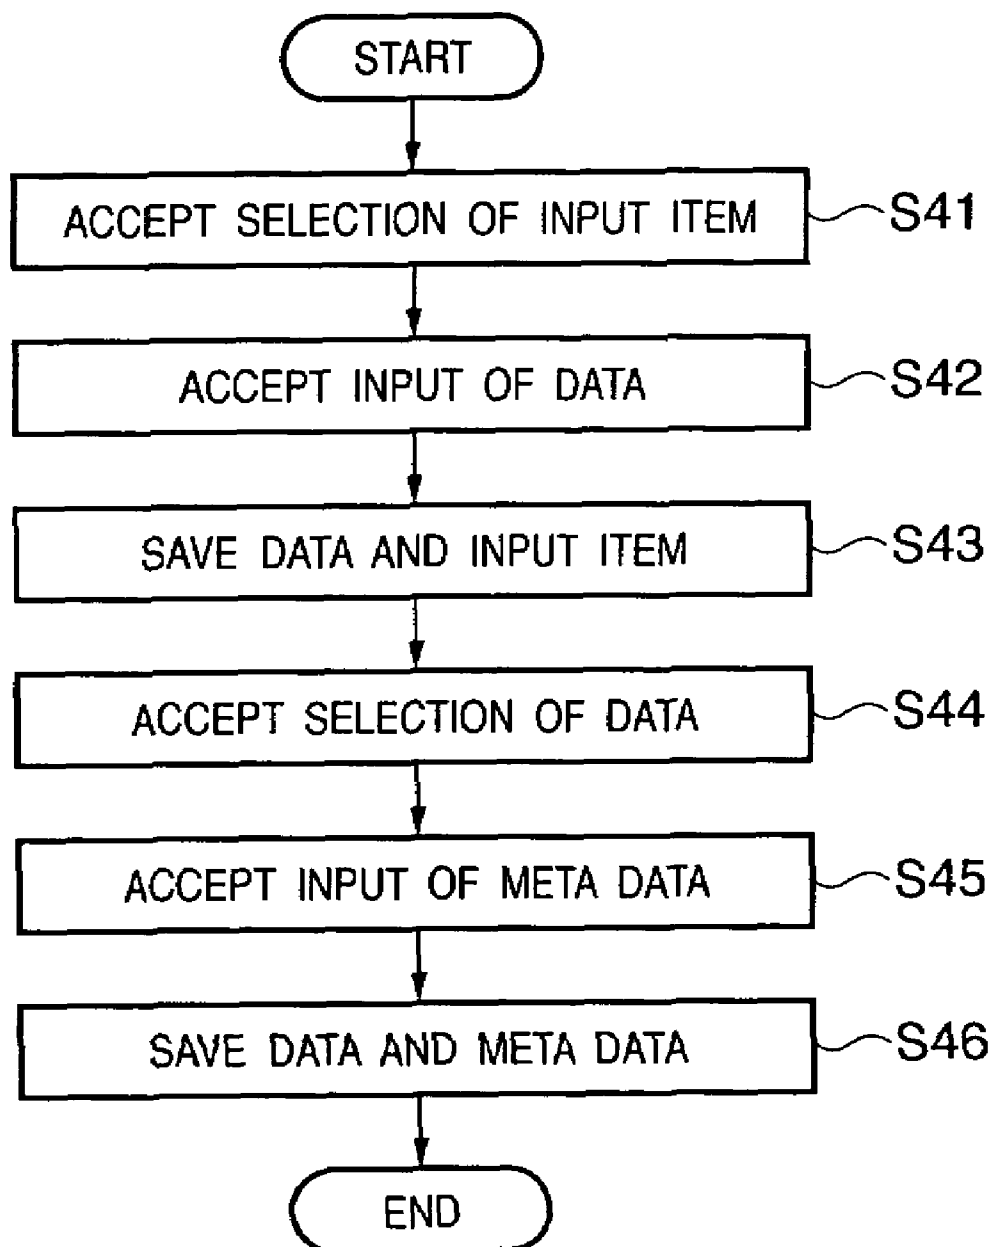 START
ACCEPT SELECTION OF INPUT ITEM
S41
ACCEPT INPUT OF DATA
S42
SAVE DATA AND INPUT ITEM
S43
ACCEPT SELECTION OF DATA
S44
ACCEPT INPUT OF META DATA
S45
SAVE DATA AND META DATA
S46
END